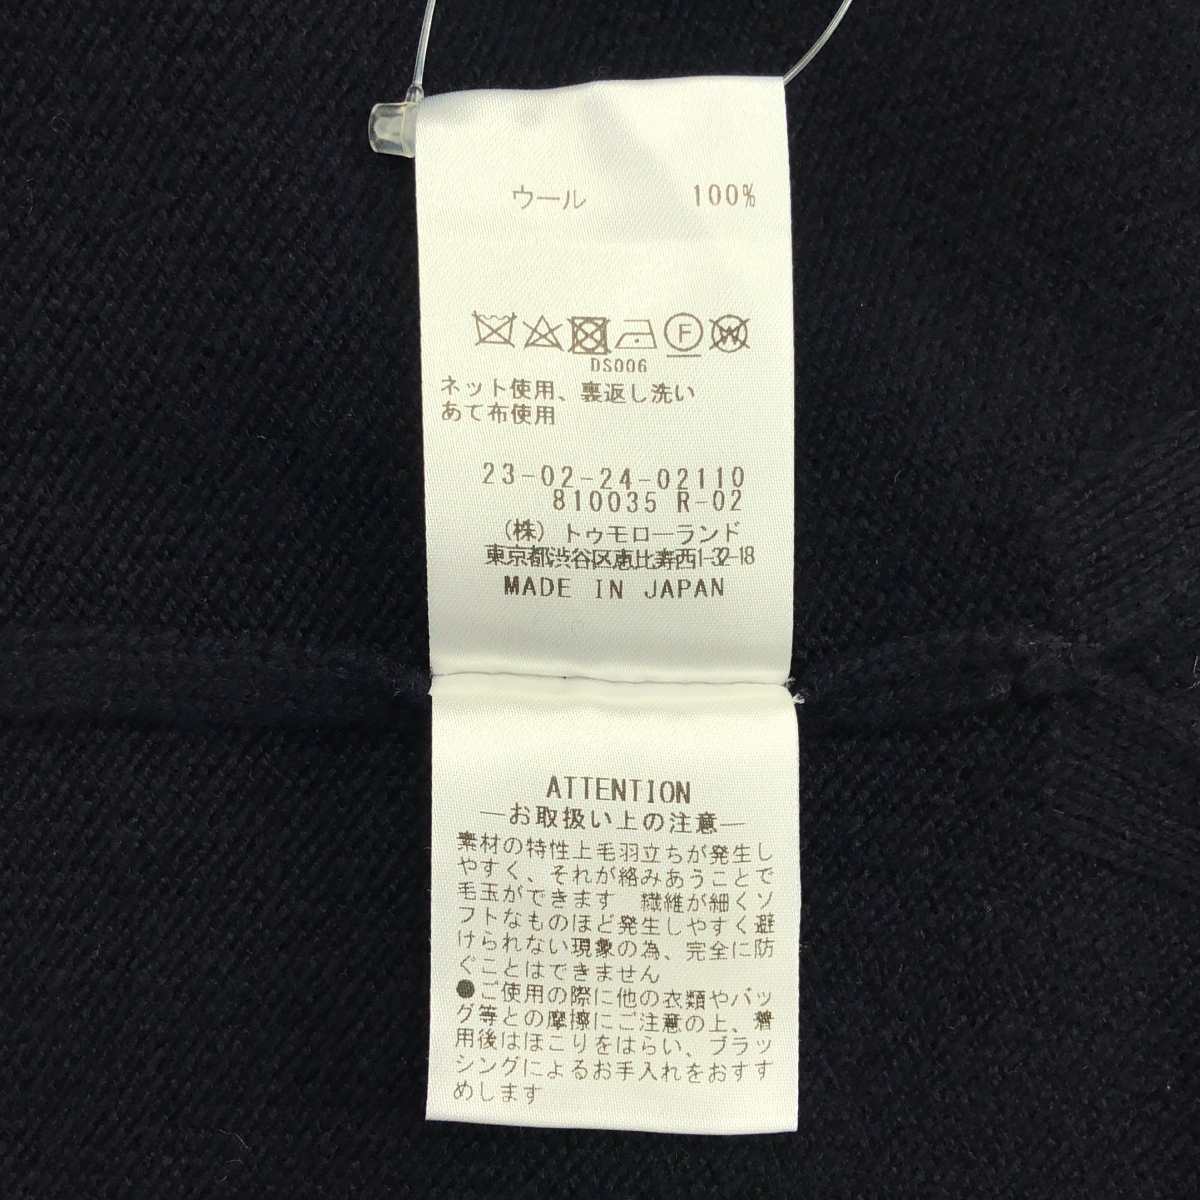 ウール 100%
F W
DS006
ネット使用、裏返し洗い
あて布使用
23-02-24-02110
810035 R-02
(株) トゥモローランド
東京都渋谷区恵比寿西1-32-18
MADE IN JAPAN
ATTENTION
―お取扱い上の注意―
素材の特性上毛羽立ちが発生し
やすく、それが絡みあうことで
毛玉ができます 繊維が細くソ
フトなものほど発生しやすく避
けられない現象の為、完全に防
ぐことはできません
●ご使用の際に他の衣類やバッ
グ等との摩擦にご注意の上、着
用後はほこりをはらい、ブラッ
シングによるお手入れをおすす
めします